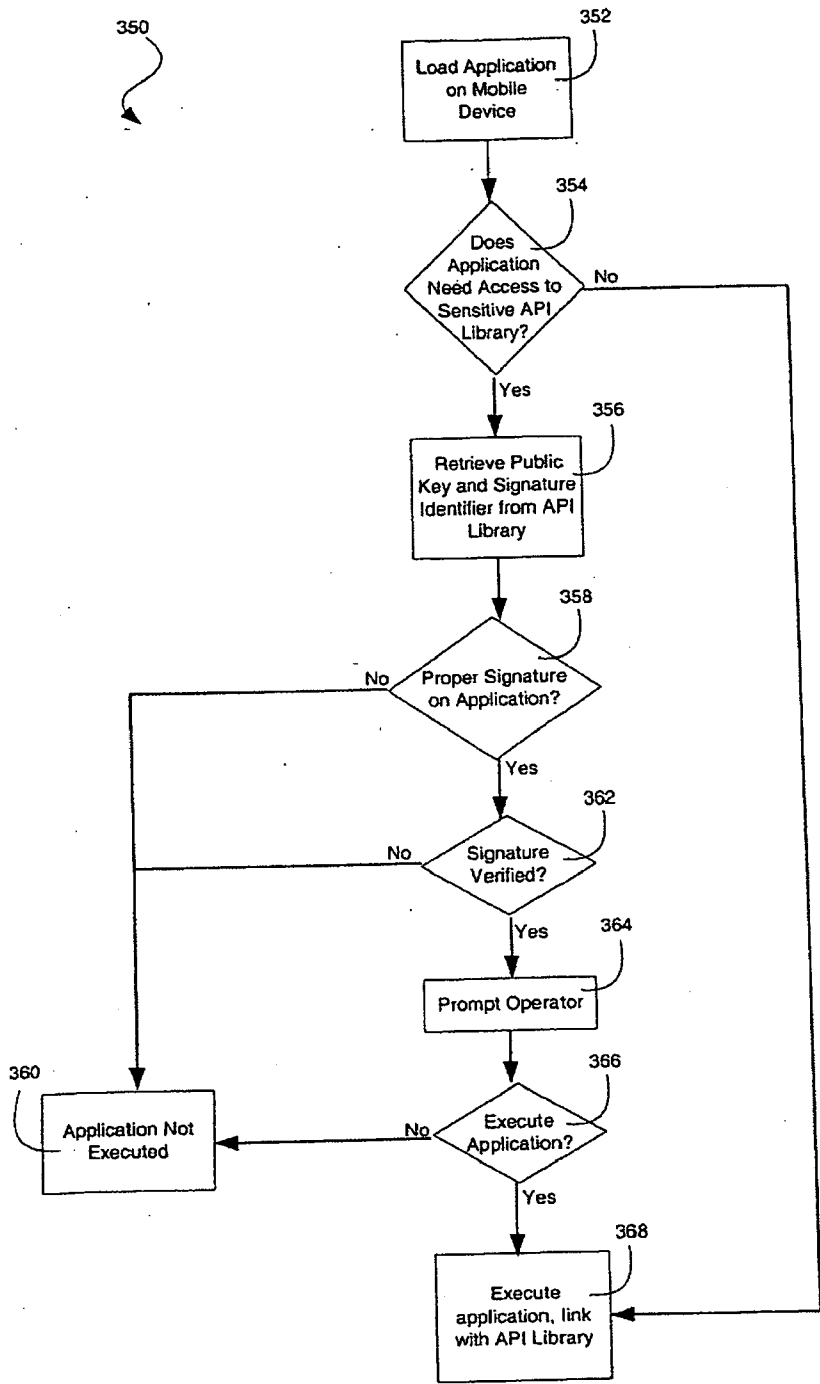 350
352
Load Application
on Mobile
Device
354
Does
Application
Need Access to
Sensitive API
Library?
No
Yes
356
Retrieve Public
Key and Signature
Identifier from API
Library
358
Proper Signature
on Application?
No
Yes
362
Signature
Verified?
No
Yes
364
Prompt Operator
366
Execute
Application?
No
360
Application Not
Executed
Yes
368
Execute
application, link
with API Library